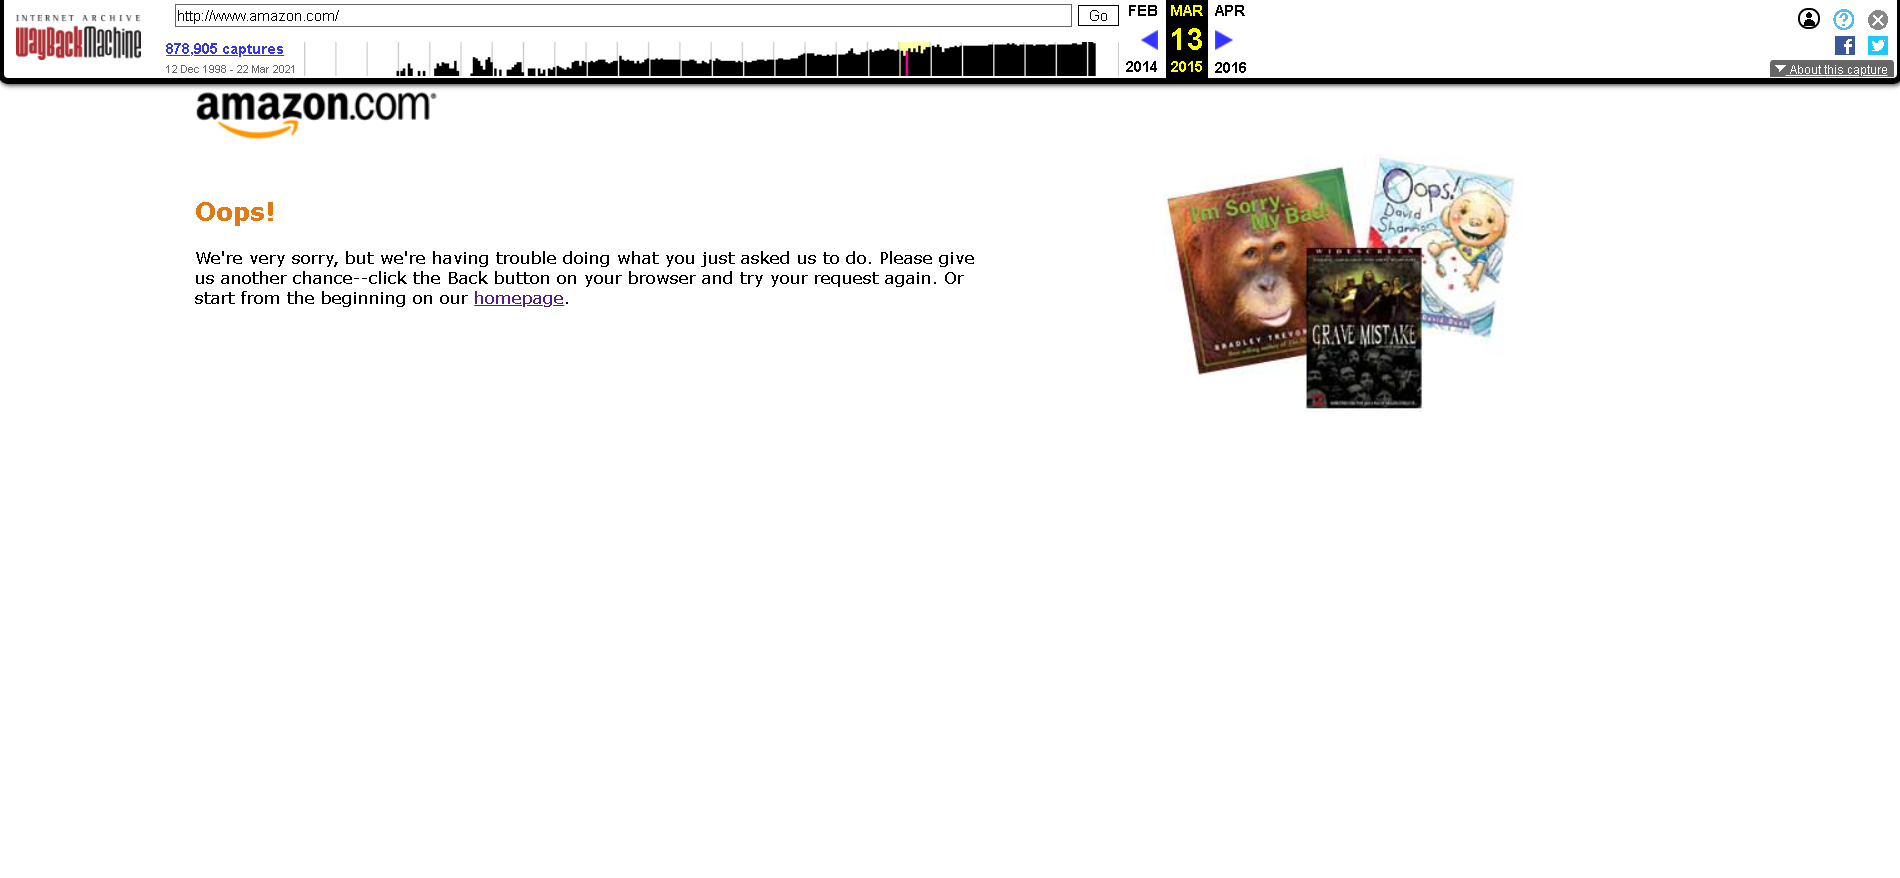 INTERNET ARCHIVE
WayBackMachine
http://www.amazon.com/
Go
878,905 captures
12 Dec 1998 - 22 Mar 2021
FEB MAR APR
13
2014 2015 2016
About this capture
amazon.com
Oops!
We're very sorry, but we're having trouble doing what you just asked us to do. Please give
us another chance--click the Back button on your browser and try your request again. Or
start from the beginning on our homepage.
I'm Sorry...
My Bad!
BRADLEY TREVOR
Oops!
David
Shannon
WIDESCREEN
GRAVE MISTAKE